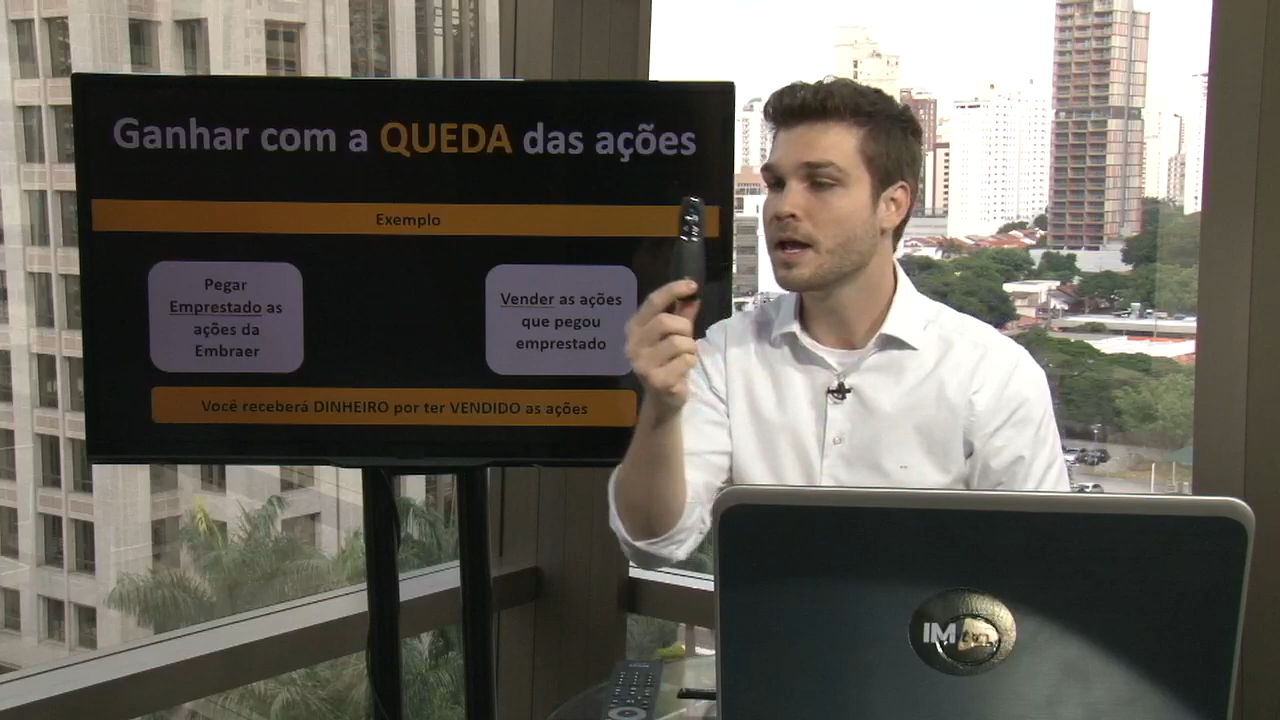 Ganhar com a QUEDA das ações
Exemplo
Pegar
Emprestado as
ações da
Embraer
Vender as ações
que pegou
emprestado
Você receberá DINHEIRO por ter VENDIDO as ações
IM